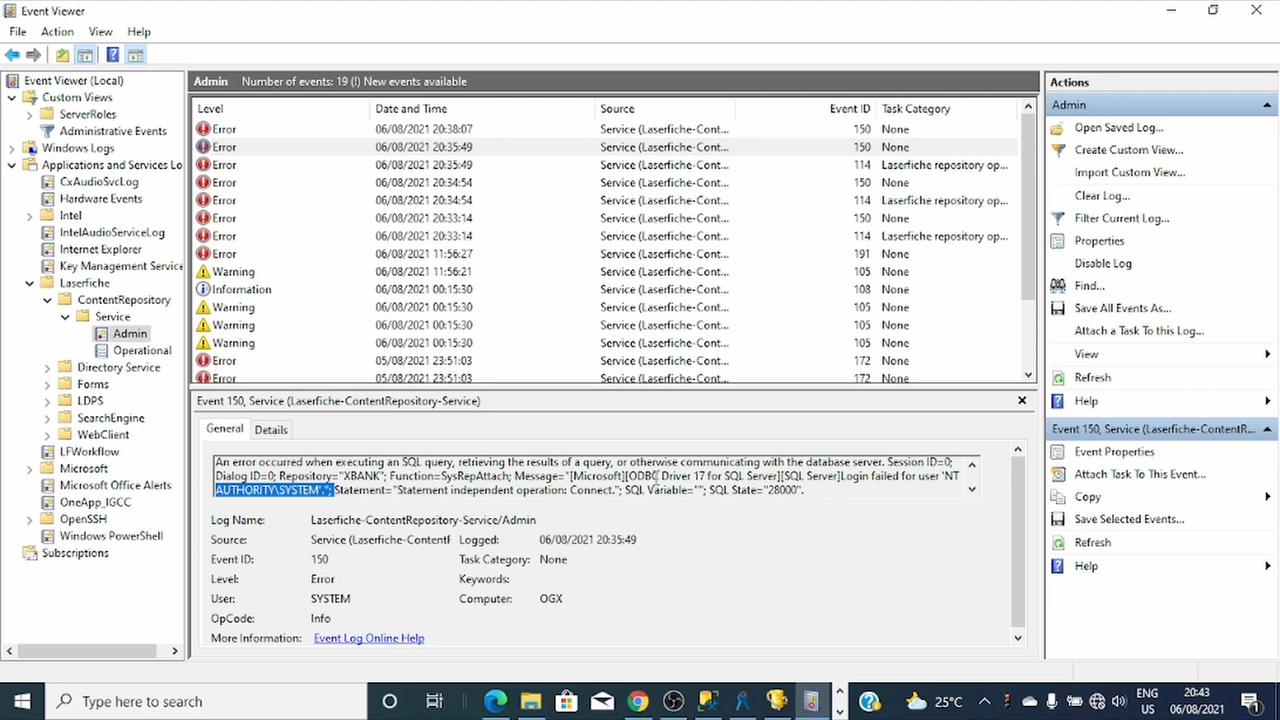 Event Viewer
File Action View Help
Event Viewer (Local)
Custom Views
ServerRoles
Administrative Events
Windows Logs
Applications and Services Lo
CxAudioSvcLog
Hardware Events
Intel
IntelAudioServiceLog
Internet Explorer
Key Management Service
Laserfiche
ContentRepository
Service
Admin
Operational
Directory Service
Forms
LDPS
SearchEngine
WebClient
LFWorkflow
Microsoft
Microsoft Office Alerts
OneApp_IGCC
OpenSSH
Windows PowerShell
Subscriptions
Admin Number of events: 19 (!) New events available
Level Date and Time Source Event ID Task Category
Error 06/08/2021 20:38:07 Service (Laserfiche-Cont... 150 None
Error 06/08/2021 20:35:49 Service (Laserfiche-Cont... 150 None
Error 06/08/2021 20:35:49 Service (Laserfiche-Cont... 114 Laserfiche repository op...
Error 06/08/2021 20:34:54 Service (Laserfiche-Cont... 150 None
Error 06/08/2021 20:34:54 Service (Laserfiche-Cont... 114 Laserfiche repository op...
Error 06/08/2021 20:33:14 Service (Laserfiche-Cont... 150 None
Error 06/08/2021 20:33:14 Service (Laserfiche-Cont... 114 Laserfiche repository op...
Error 06/08/2021 11:56:27 Service (Laserfiche-Cont... 191 None
Warning 06/08/2021 11:56:21 Service (Laserfiche-Cont... 105 None
Information 06/08/2021 00:15:30 Service (Laserfiche-Cont... 108 None
Warning 06/08/2021 00:15:30 Service (Laserfiche-Cont... 105 None
Warning 06/08/2021 00:15:30 Service (Laserfiche-Cont... 105 None
Warning 06/08/2021 00:15:30 Service (Laserfiche-Cont... 105 None
Error 05/08/2021 23:51:03 Service (Laserfiche-Cont... 172 None
Error 05/08/2021 23:51:03 Service (Laserfiche-Cont... 172 None
Event 150, Service (Laserfiche-ContentRepository-Service)
General Details
An error occurred when executing an SQL query, retrieving the results of a query, or otherwise communicating with the database server. Session ID=0;
Dialog ID=0; Repository="XBANK"; Function=SysRepAttach; Message="[Microsoft][ODBC Driver 17 for SQL Server][SQL Server]Login failed for user 'NT
AUTHORITY\SYSTEM'."; Statement="Statement independent operation: Connect."; SQL Variable=""; SQL State="28000".
Log Name: Laserfiche-ContentRepository-Service/Admin
Source: Service (Laserfiche-Contentf Logged: 06/08/2021 20:35:49
Event ID: 150 Task Category: None
Level: Error Keywords:
User: SYSTEM Computer: OGX
OpCode: Info
More Information: Event Log Online Help
Actions
Admin
Open Saved Log...
Create Custom View...
Import Custom View...
Clear Log...
Filter Current Log...
Properties
Disable Log
Find...
Save All Events As...
Attach a Task To this Log...
View
Refresh
Help
Event 150, Service (Laserfiche-ContentR...
Event Properties
Attach Task To This Event...
Copy
Save Selected Events...
Refresh
Help
Type here to search
25°C
ENG
US
20:43
06/08/2021
1